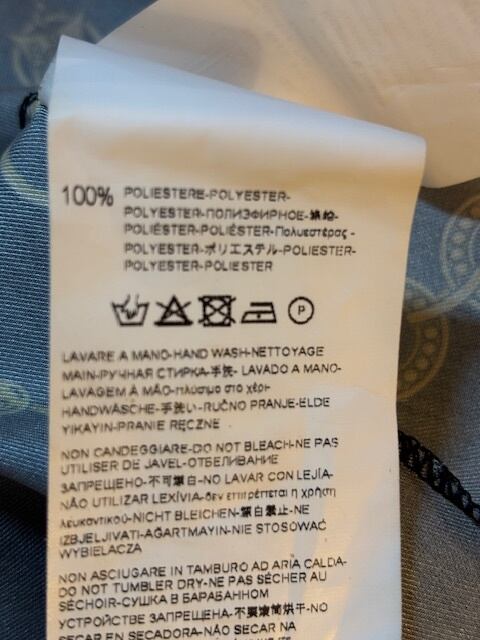 100% POLIESTERE-POLYESTER-
POLYESTER-ПОЛИЭФИРНОЕ-涤纶-
POLIÉSTER-POLIÉSTER-Πολυεστέρας -
POLYESTER-ポリエステル-POLIESTER-
POLYESTER-POLIESTER
P
LAVARE A MANO-HAND WASH-NETTOYAGE
MAIN-РУЧНАЯ СТИРКА-手洗- LAVADO A MANO-
LAVAGEM À MÃO-πλύσιμο στο χέρι-
HANDWÄSCHE-手洗い-RUČNO PRANJE-ELDE
YIKAYIN-PRANIE RĘCZNE
NON CANDEGGIARE-DO NOT BLEACH-NE PAS
UTILISER DE JAVEL-ОТБЕЛИВАНИЕ
ЗАПРЕЩЕНО-不可漂白-NO LAVAR CON LEJÍA-
NÃO UTILIZAR LEXÍVIA-δεν επιτρέπεται η χρήση
λευκαντικού-NICHT BLEICHEN-漂白禁止-NE
IZBJELJIVATI-AĞARTMAYIN-NIE STOSOWAĆ
WYBIELACZA
NON ASCIUGARE IN TAMBURO AD ARIA CALDA-
DO NOT TUMBLER DRY-NE PAS SÉCHER AU
SÉCHOIR-СУШКА В БАРАБАННОМ
УСТРОЙСТВЕ ЗАПРЕЩЕНА-不要滚筒烘干-NO
SECAR EN SECADORA-NÃO SECAR NA